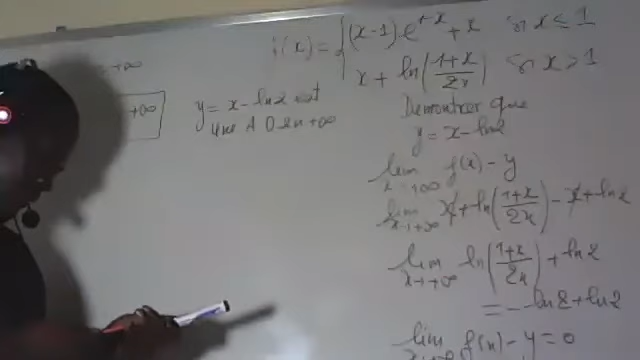 +∞
+∞
y = x - ln2 est
une A O en +∞
f(x) = { (x-1).e^{+x} + x si x ≤ 1
x + ln((1+x)/2x) si x > 1
Demontrer que
y = x - ln2
lim x→+∞ f(x) - y
lim x→+∞ x + ln((1+x)/2x) - x + ln2
lim x→+∞ ln((1+x)/2x) + ln2
= -ln2 + ln2
lim x→+∞ f(x) - y = 0